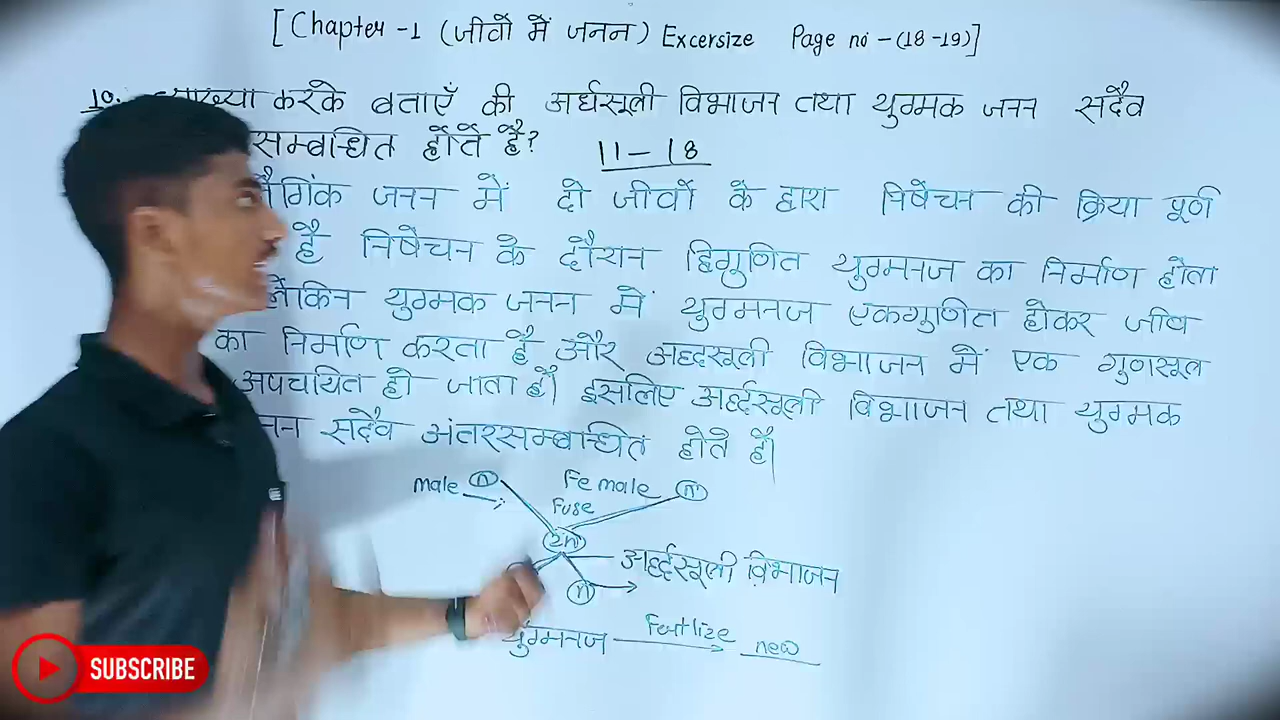 [ Chapter -1 (जीवों में जनन) Excersize Page no - (18 -19)]
10. व्याख्या करके बताएँ की अर्धसूत्री विभाजन तथा युग्मक जनन सदैव
सम्बन्धित होते है?
11 - 18
लैगिंक जनन में दो जीवों के द्वारा निषेचन की क्रिया पूर्ण
है निषेचन के दौरान द्विगुणित युग्मनज का निर्माण होता
लेकिन युग्मक जनन में युग्मनज एकगुणित होकर जीव
का निर्माण करता है और अर्द्धसूत्री विभाजन में एक गुणसूत्र
अपचयित हो जाता है। इसलिए अर्द्धसूत्री विभाजन तथा युग्मक
सदैव अंतरसम्बन्धित होते है।
male n Female n
Fuse
2n
अर्द्धसूत्री विभाजन
n
युग्मनज Fertlize new
SUBSCRIBE